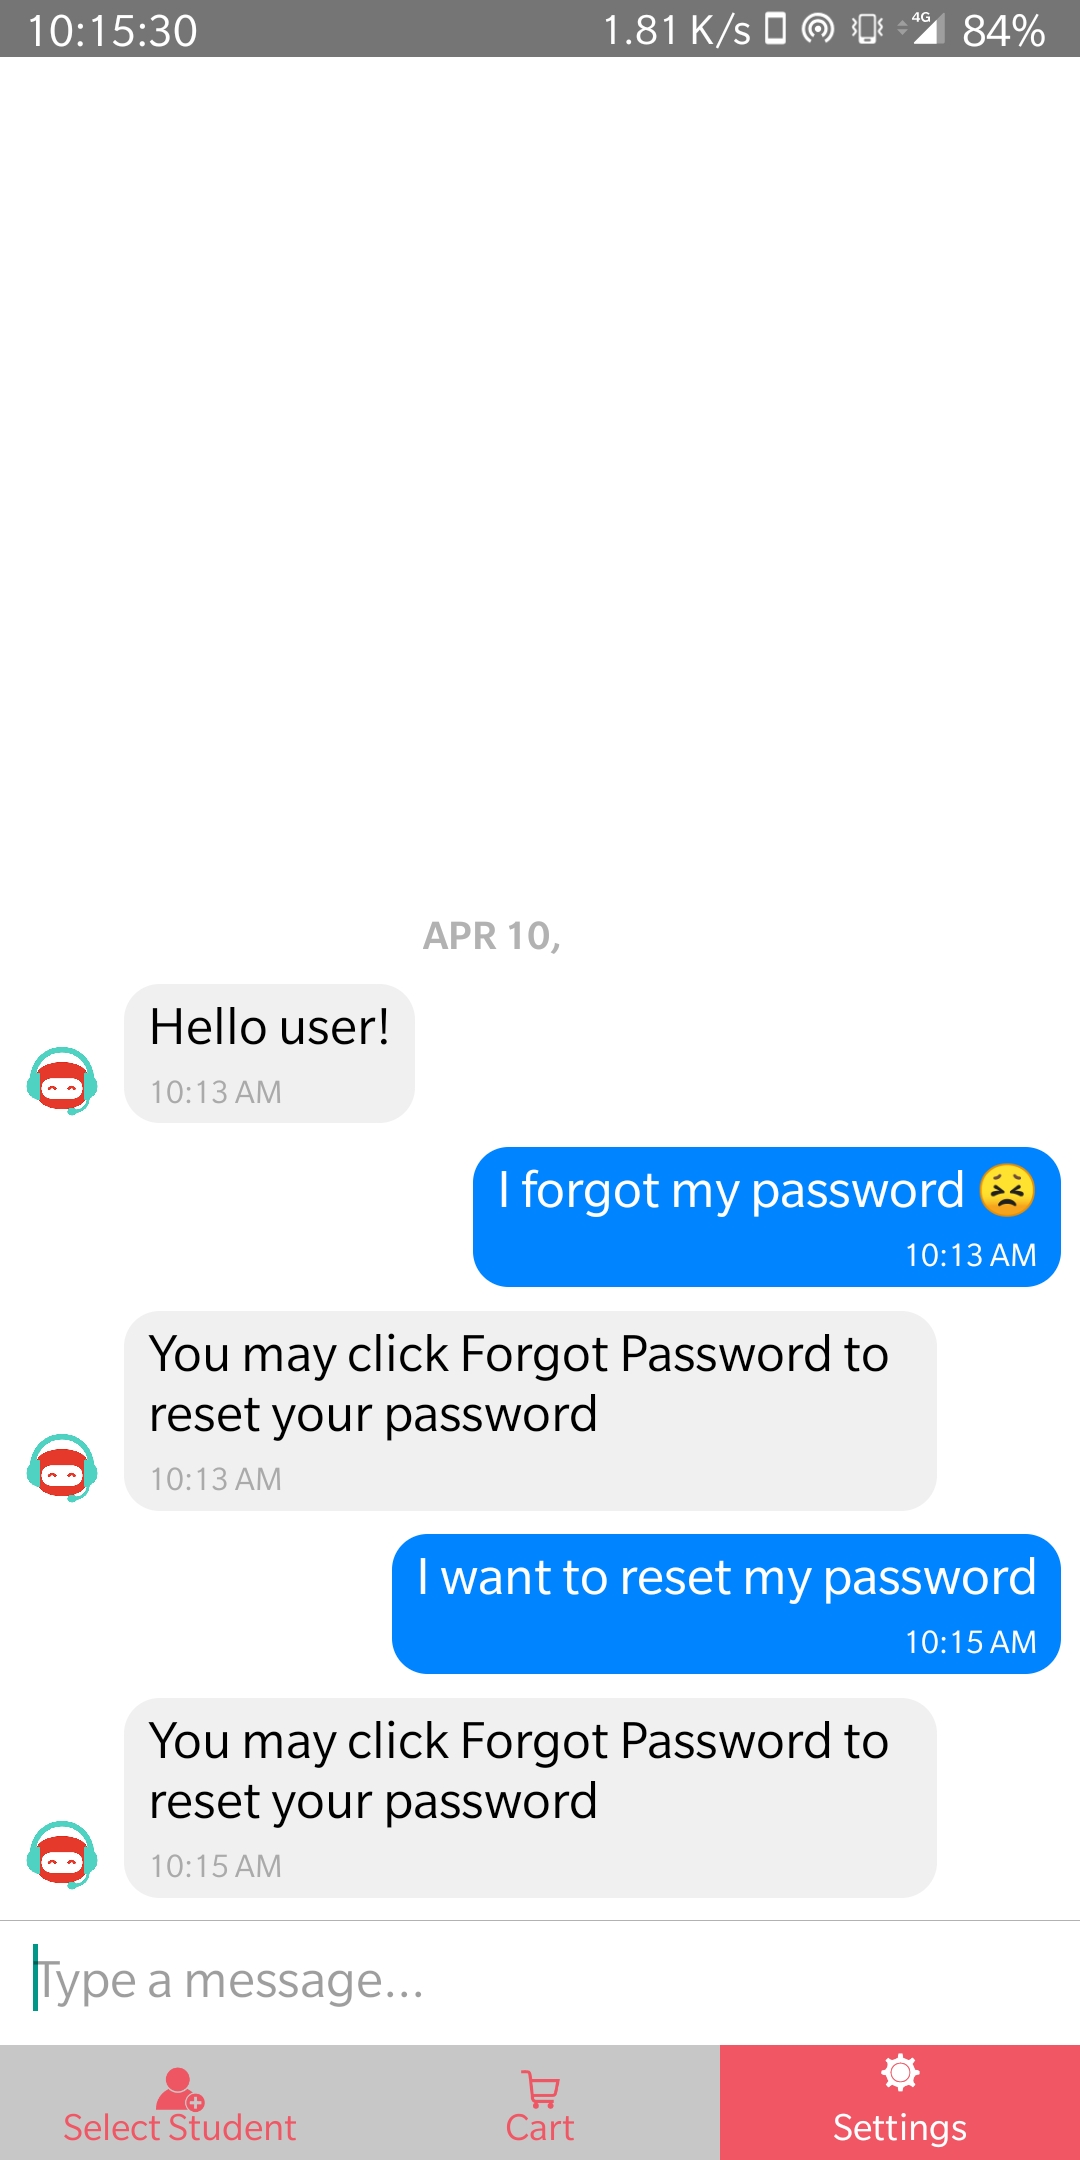 10:15:30 1.81 K/s 4G 84%
APR 10,
Hello user!
10:13 AM
I forgot my password 😣
10:13 AM
You may click Forgot Password to
reset your password
10:13 AM
I want to reset my password
10:15 AM
You may click Forgot Password to
reset your password
10:15 AM
Type a message...
Select Student Cart Settings